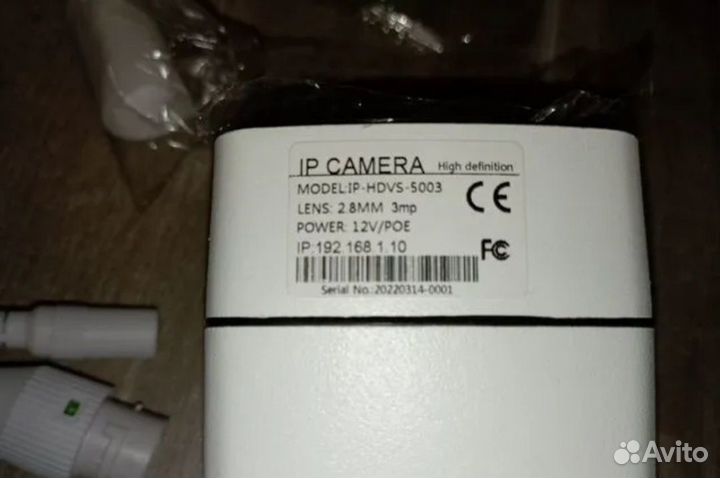 IP CAMERA High definition
MODEL:IP-HDVS-5003
LENS: 2.8MM 3mp
POWER: 12V/POE
IP:192.168.1.10
CE
FC
Serial No.:20220314-0001
Avito